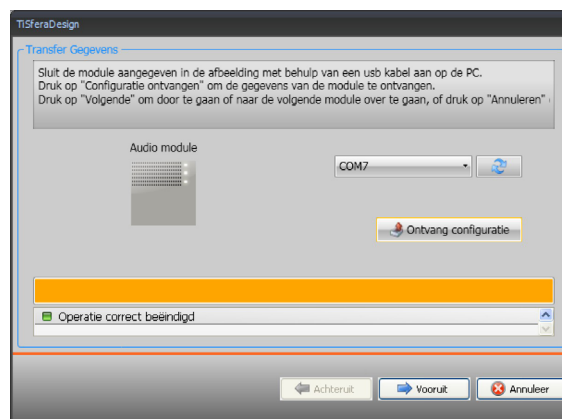 TiSferaDesign
Transfer Gegevens
Sluit de module aangegeven in de afbeelding met behulp van een usb kabel aan op de PC.
Druk op "Configuratie ontvangen" om de gegevens van de module te ontvangen.
Druk op "Volgende" om door te gaan of naar de volgende module over te gaan, of druk op "Annuleren"
Audio module
COM7
Ontvang configuratie
Operatie correct beëindigd
Achteruit
Vooruit
Annuleer